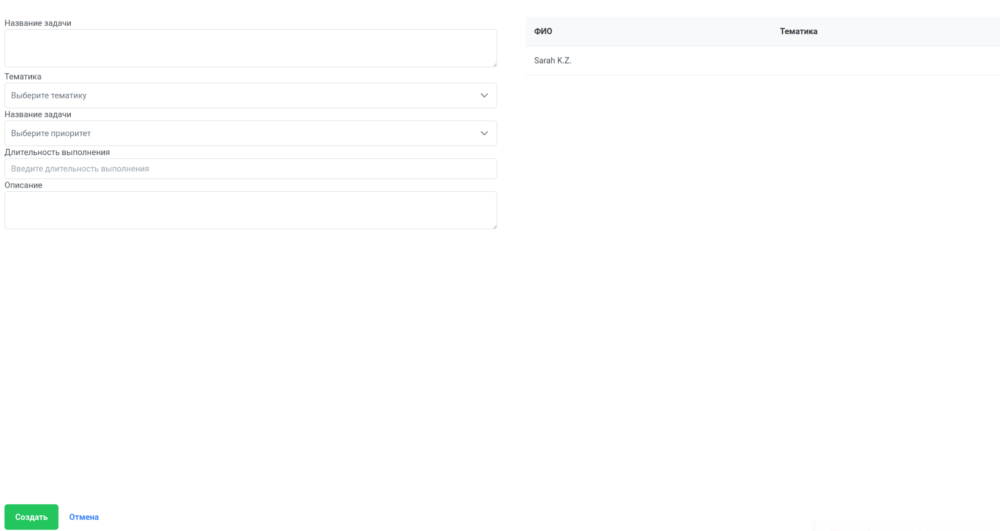 Название задачи
Тематика
Выберите тематику
Название задачи
Выберите приоритет
Длительность выполнения
Введите длительность выполнения
Описание
Создать Отмена
ФИО Тематика
Sarah K.Z.